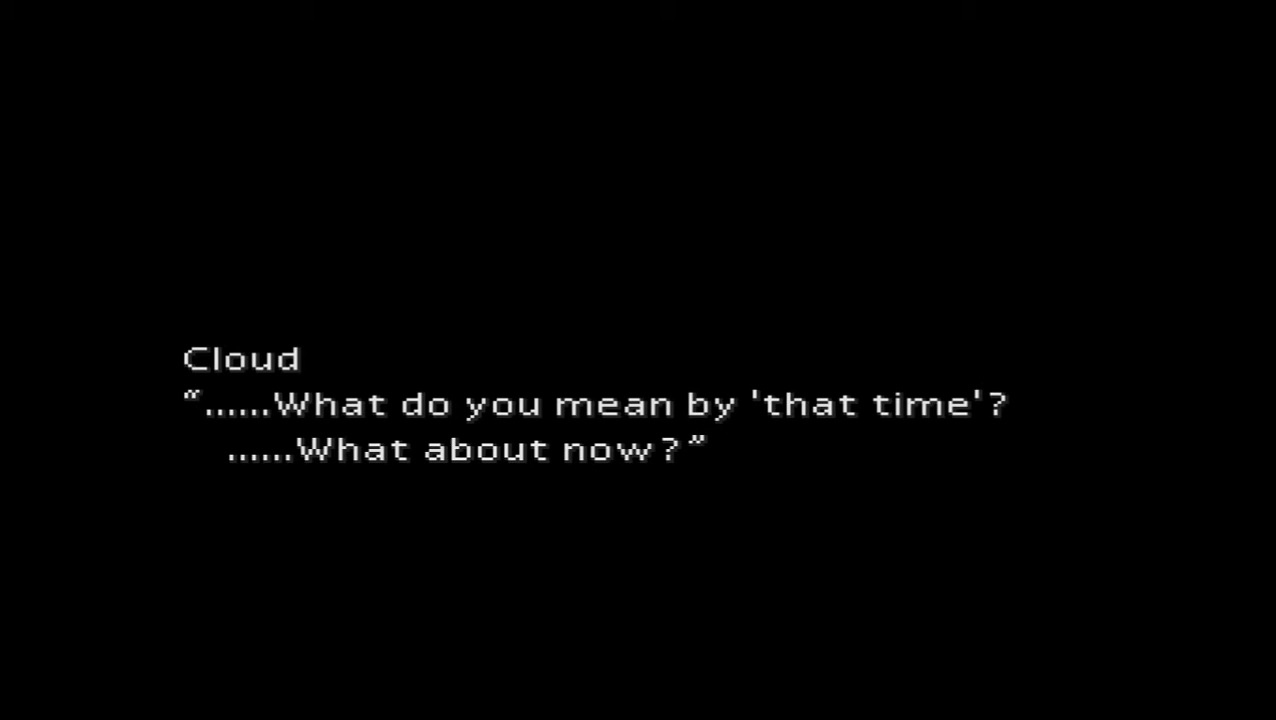 Cloud
“......What do you mean by 'that time'?
......What about now?”